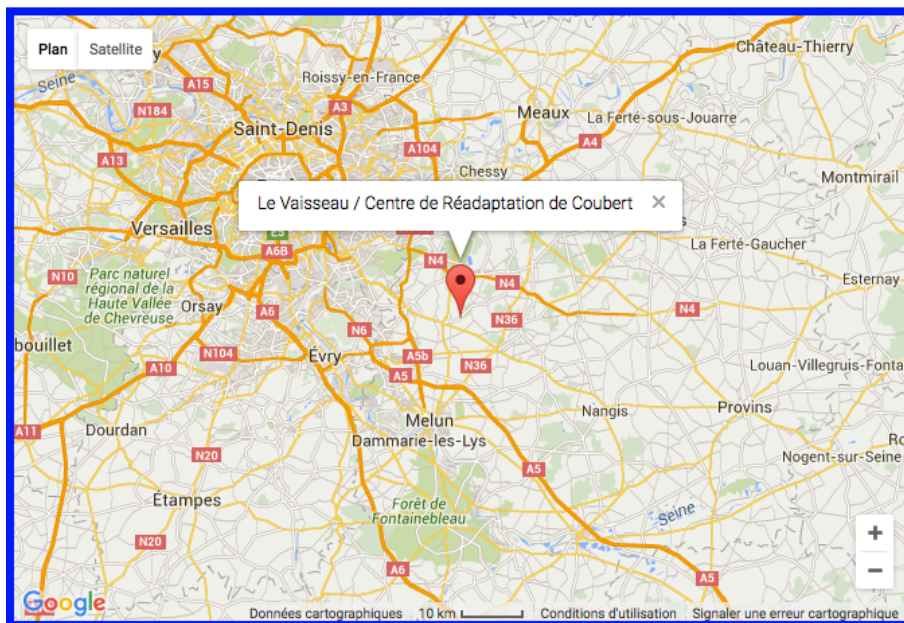 Plan
Satellite
Château-Thierry
Seine
A15
Roissy-en-France
N184
A3
Meaux
La Ferté-sous-Jouarre
Saint-Denis
A104
A4
A13
Chessy
Montmirail
Le Vaisseau / Centre de Réadaptation de Coubert
Versailles
A6B
La Ferté-Gaucher
N4
N10
N4
Esternay
Parc naturel
régional de la
Haute Vallée
de Chevreuse
Orsay
A6
N36
N4
N6
bouillet
N104
Évry
A5b
A10
A5
N36
Louan-Villegruis-Fonta
Melun
Nangis
Provins
A11
Dourdan
Dammarie-les-Lys
N20
Nogent-sur-Seine
A5
Étampes
Forêt de
Fontainebleau
Seine
N20
A6
A5
+
−
Google
Données cartographiques
10 km
Conditions d'utilisation
Signaler une erreur cartographique